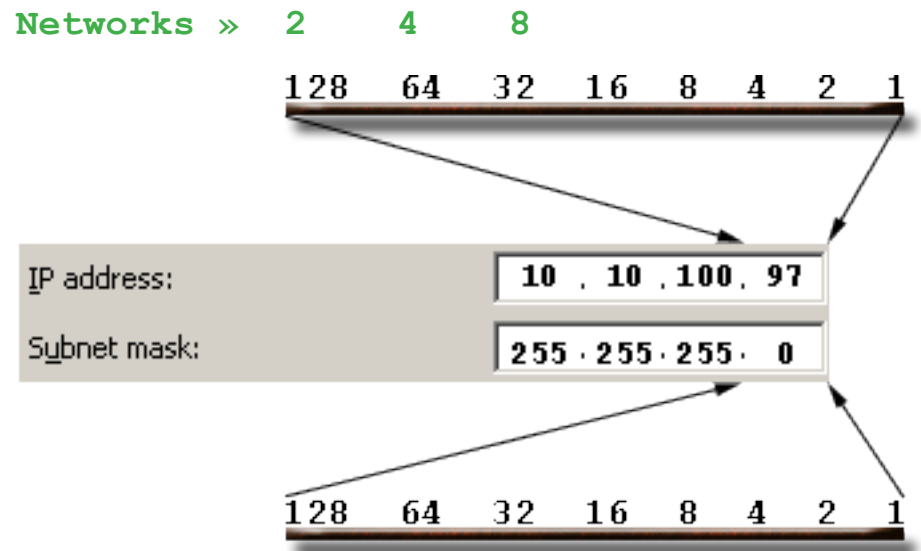 Networks » 2 4 8
128 64 32 16 8 4 2 1
IP address: 10 . 10 . 100 . 97
Subnet mask: 255 . 255 . 255 . 0
128 64 32 16 8 4 2 1